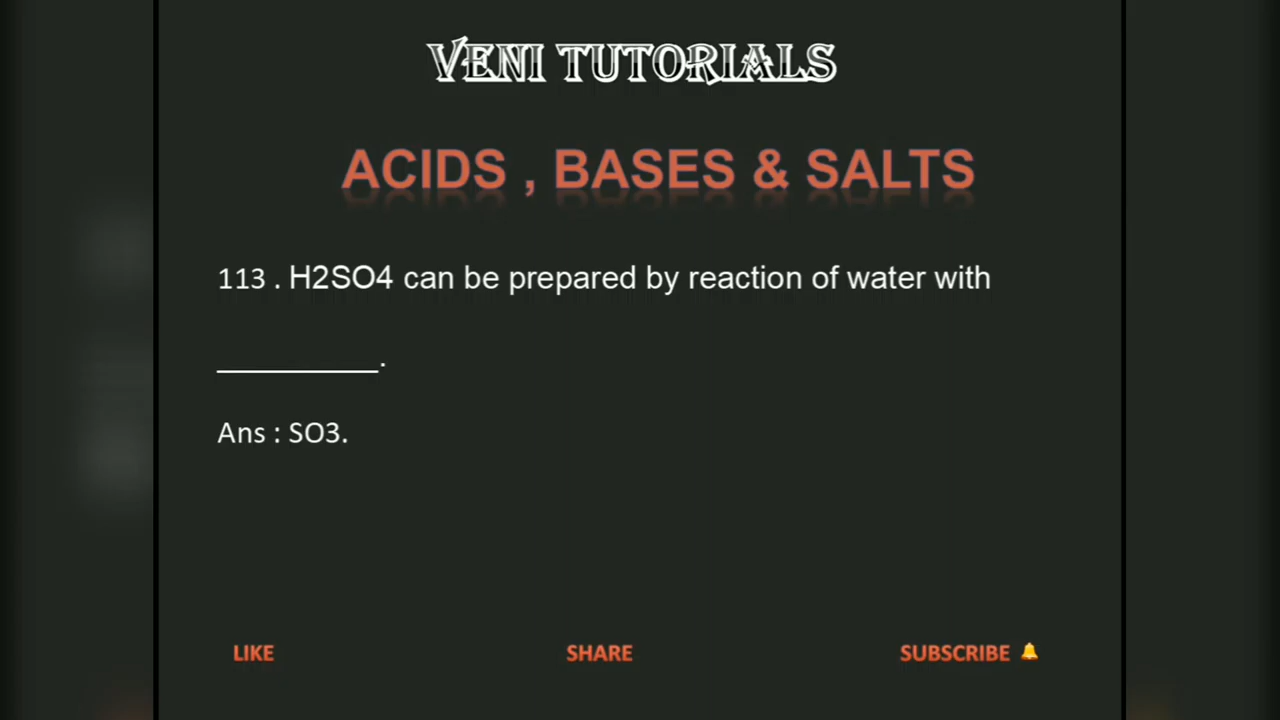 VENI TUTORIALS
ACIDS , BASES & SALTS
113 . H2SO4 can be prepared by reaction of water with
__________.
Ans : SO3.
LIKE SHARE SUBSCRIBE 🔔